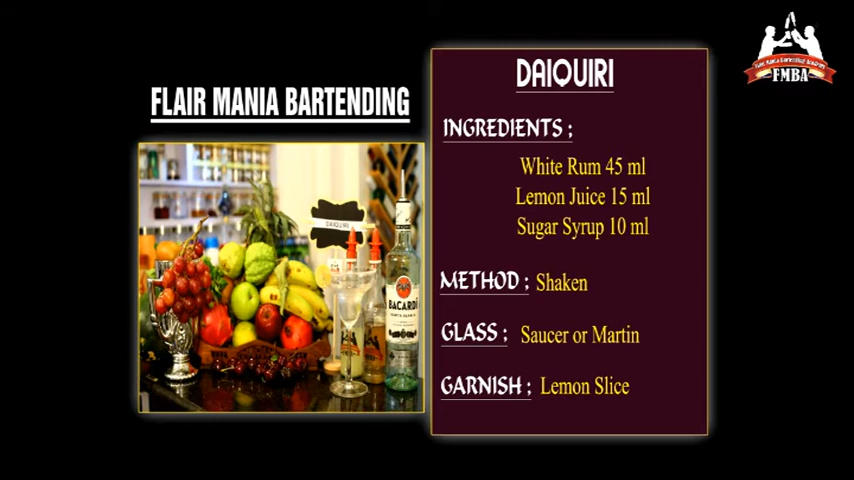 FLAIR MANIA BARTENDING
DAIQUIRI
INGREDIENTS ;
White Rum 45 ml
Lemon Juice 15 ml
Sugar Syrup 10 ml
METHOD ; Shaken
GLASS ; Saucer or Martin
GARNISH ; Lemon Slice
DAIQUIRI
BACARDI
FMBA